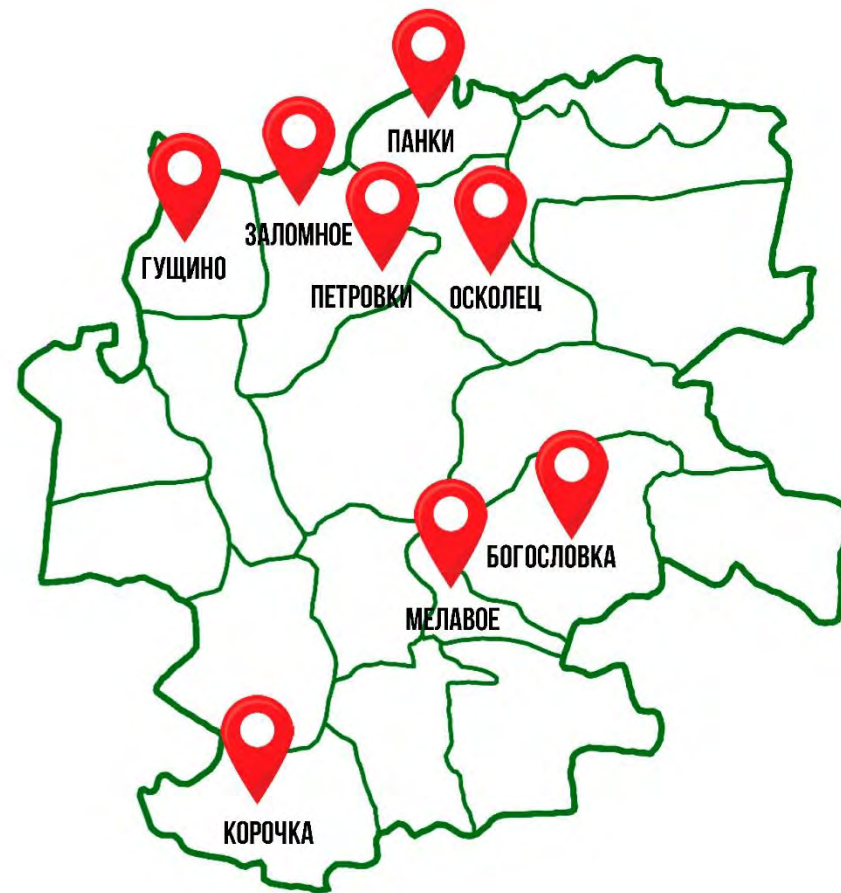 ПАНКИ
ЗАЛОМНОЕ
ГУЩИНО
ПЕТРОВКИ
ОСКОЛЕЦ
БОГОСЛОВКА
МЕЛАВОЕ
КОРОЧКА